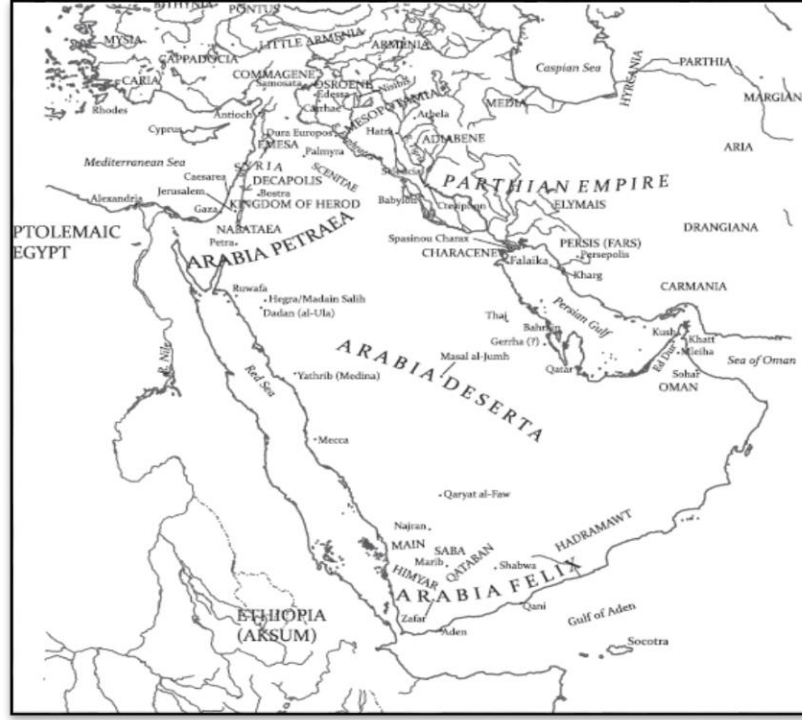 BITHYNIA
PONTUS
MYSIA
LITTLE ARMENIA
ARMENIA
CAPPADOCIA
Caspian Sea
HYRCANIA
PARTHIA
CARIA
COMMAGENE
Samosata
OSROENE
Edessa
Nisibis
Carrhae
MESOPOTAMIA
MEDIA
MARGIAN
Rhodes
Antioch
Arbela
Cyprus
Dura Europos
Hatra
ADIABENE
EMESA
ARIA
Palmyra
Mediterranean Sea
SYRIA
SCENITAE
Caesarea
DECAPOLIS
Seleucia
PARTHIAN EMPIRE
Jerusalem
Bostra
Alexandria
Gaza
KINGDOM OF HEROD
Babylon
Ctesiphon
ELYMAIS
PTOLEMAIC
EGYPT
NABATAEA
Petra
ARABIA PETRAEA
DRANGIANA
Spasinou Charax
CHARACENE
PERSIS (FARS)
Persepolis
Falaika
Kharg
CARMANIA
Ruwafa
Hegra/Madain Salih
Dadan (al-Ula)
Persian Gulf
Thaj
Bahrain
Gerrha (?)
Kush
Khatt
Mleiha
Ed Dur
Sea of Oman
R. Nile
Red Sea
ARABIA DESERTA
Masal al-Jumh
Qatar
Sohar
OMAN
Yathrib (Medina)
Mecca
Qaryat al-Faw
Najran
MAIN
SABA
Marib
QATABAN
Shabwa
HADRAMAWT
HIMYAR
ARABIA FELIX
Zafar
Qani
Aden
Gulf of Aden
ETHIOPIA
(AKSUM)
Socotra